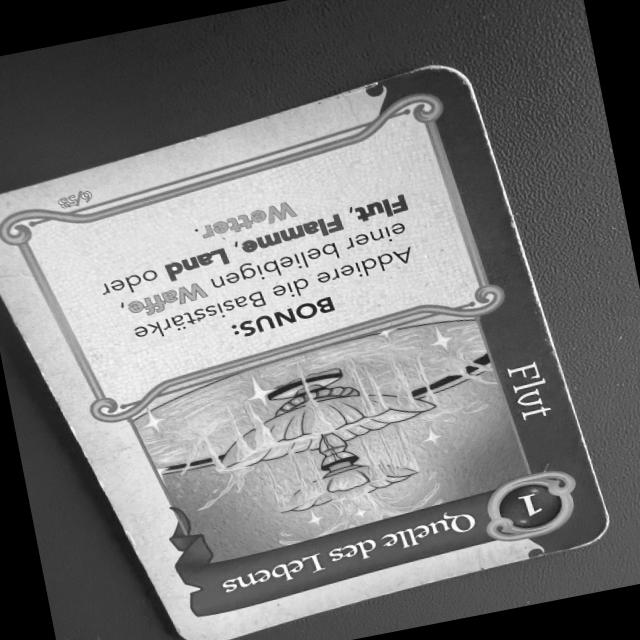 1
Quelle des Lebens
Flut
BONUS:
Addiere die Basisstärke
einer beliebigen Waffe,
Flut, Flamme, Land oder
Wetter.
6/53